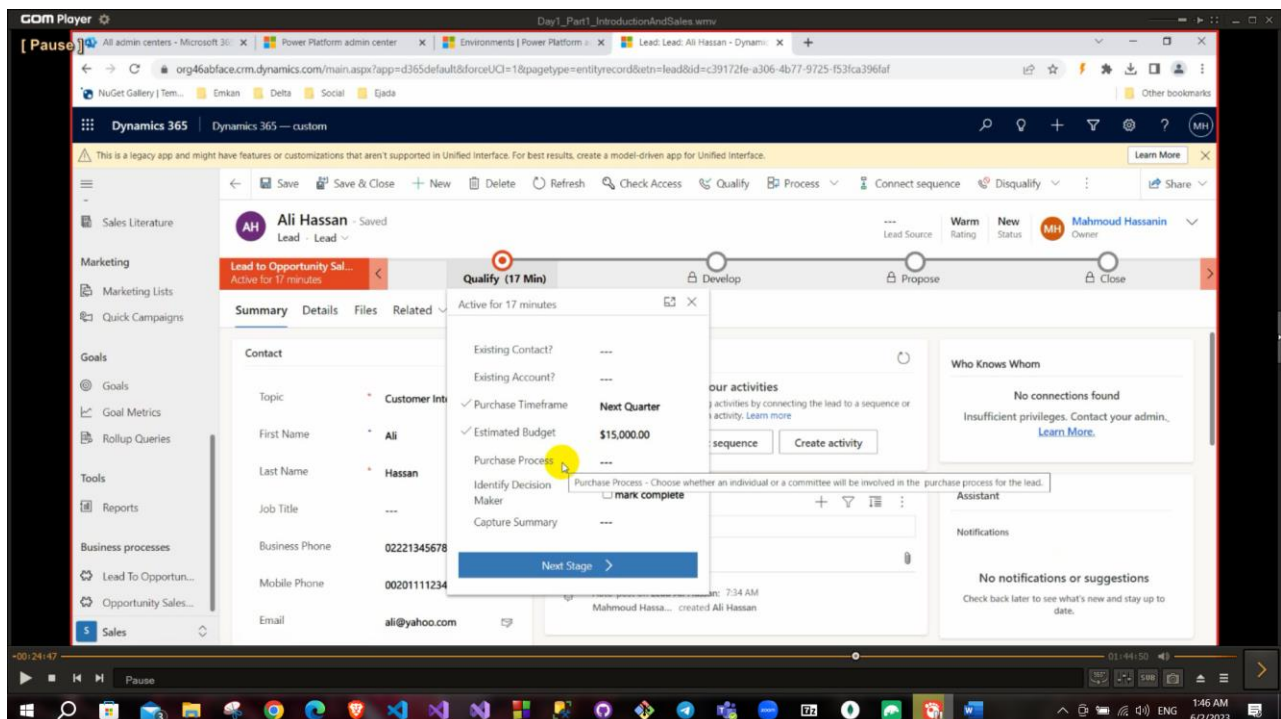 GOM Player
Day1_Part1_IntroductionAndSales.wmv
[ Pause ]
All admin centers - Microsoft 36
Power Platform admin center
Environments | Power Platform a
Lead: Lead: Ali Hassan - Dynamic
org46abface.crm.dynamics.com/main.aspx?app=d365default&forceUCI=1&pagetype=entityrecord&etn=lead&id=c39172fe-a306-4b77-9725-f53fca396faf
NuGet Gallery | Tem...
Emkan
Delta
Social
Ejada
Other bookmarks
Dynamics 365
Dynamics 365 — custom
MH
This is a legacy app and might have features or customizations that aren't supported in Unified Interface. For best results, create a model-driven app for Unified Interface.
Learn More
Save
Save & Close
New
Delete
Refresh
Check Access
Qualify
Process
Connect sequence
Disqualify
Share
Sales Literature
Marketing
Marketing Lists
Quick Campaigns
Goals
Goals
Goal Metrics
Rollup Queries
Tools
Reports
Business processes
Lead To Opportun...
Opportunity Sales...
S Sales
AH
Ali Hassan - Saved
Lead · Lead
---
Lead Source
Warm
Rating
New
Status
MH
Mahmoud Hassanin
Owner
Lead to Opportunity Sal...
Active for 17 minutes
Qualify (17 Min)
Develop
Propose
Close
Summary
Details
Files
Related
Contact
Topic * Customer Inte
First Name * Ali
Last Name * Hassan
Job Title ---
Business Phone 02221345678
Mobile Phone 00201111234
Email ali@yahoo.com
Active for 17 minutes
Existing Contact? ---
Existing Account? ---
Purchase Timeframe Next Quarter
Estimated Budget $15,000.00
Purchase Process ---
Identify Decision
Maker
mark complete
Capture Summary ---
Next Stage
Purchase Process - Choose whether an individual or a committee will be involved in the purchase process for the lead.
our activities
activities by connecting the lead to a sequence or
activity. Learn more
sequence
Create activity
7:34 AM
Mahmoud Hassa... created Ali Hassan
Who Knows Whom
No connections found
Insufficient privileges. Contact your admin.
Learn More.
Assistant
Notifications
No notifications or suggestions
Check back later to see what's new and stay up to
date.
-00:24:47
01:44:50
Pause
360°
SUB
ENG
1:46 AM
6/2/2023